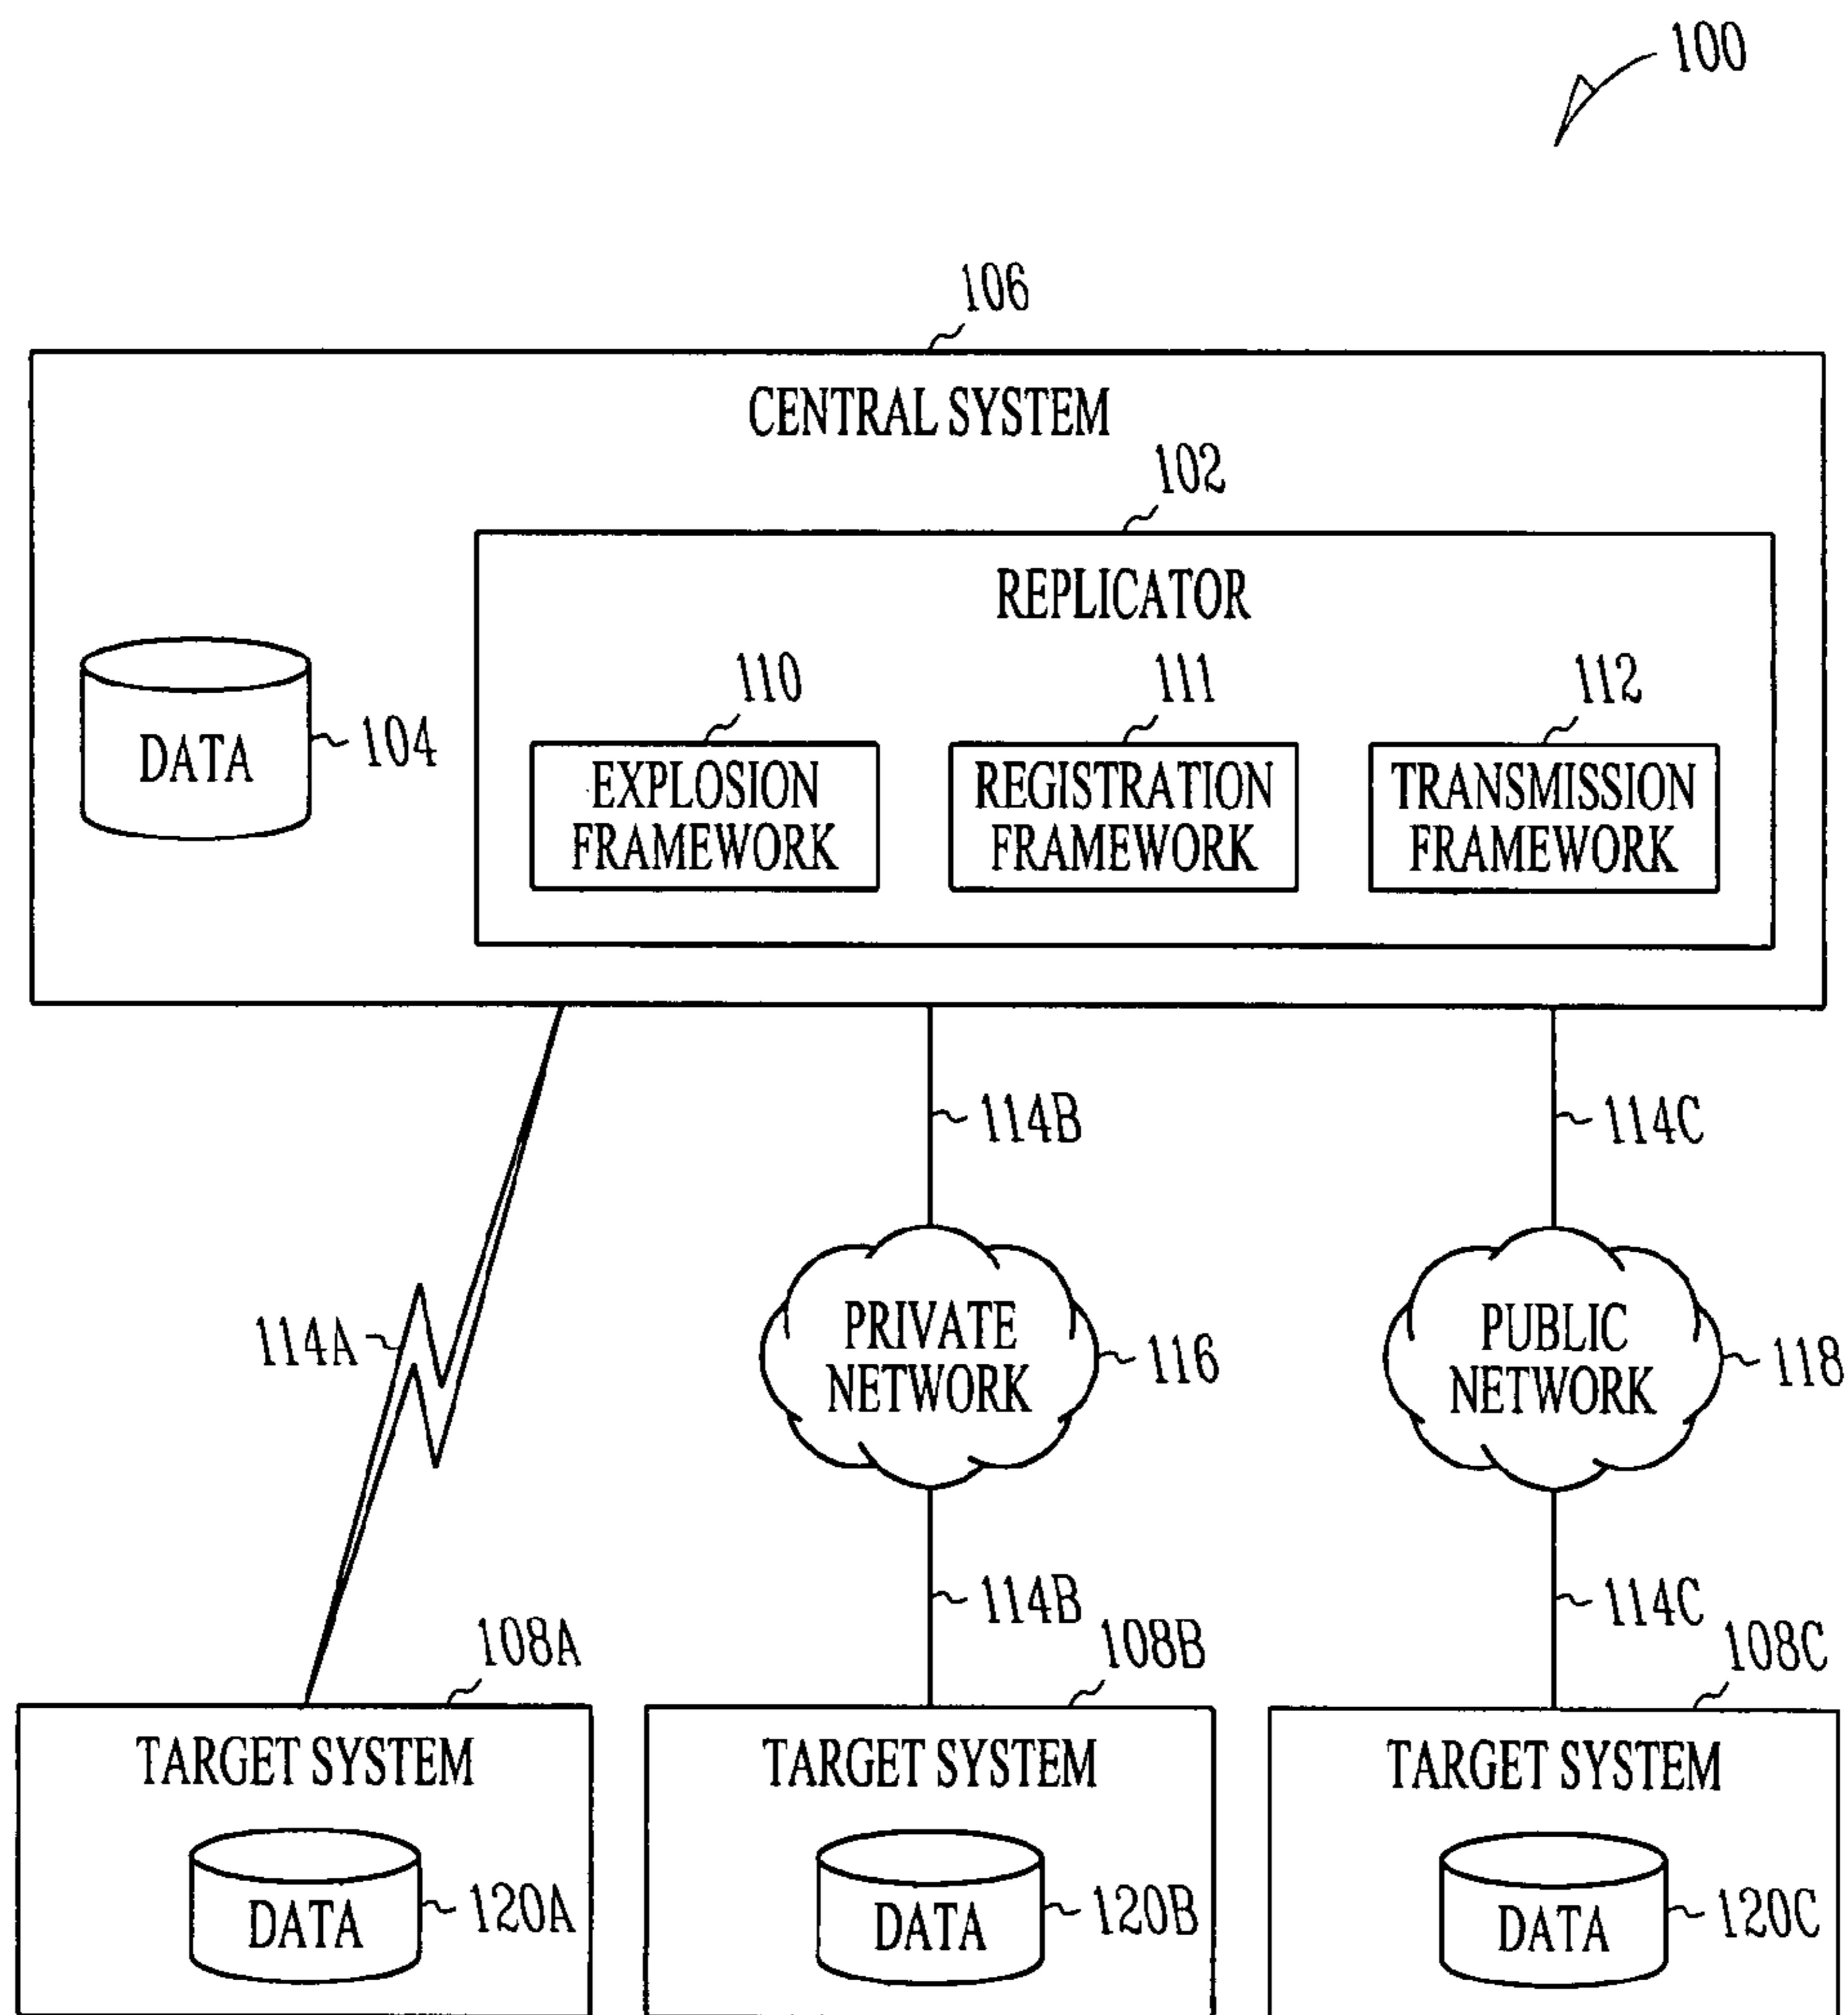 100
106
CENTRAL SYSTEM
102
REPLICATOR
110
111
112
DATA
104
EXPLOSION
FRAMEWORK
REGISTRATION
FRAMEWORK
TRANSMISSION
FRAMEWORK
114B
114C
114A
PRIVATE
NETWORK
116
PUBLIC
NETWORK
118
114B
114C
108A
108B
108C
TARGET SYSTEM
TARGET SYSTEM
TARGET SYSTEM
DATA
120A
DATA
120B
DATA
120C